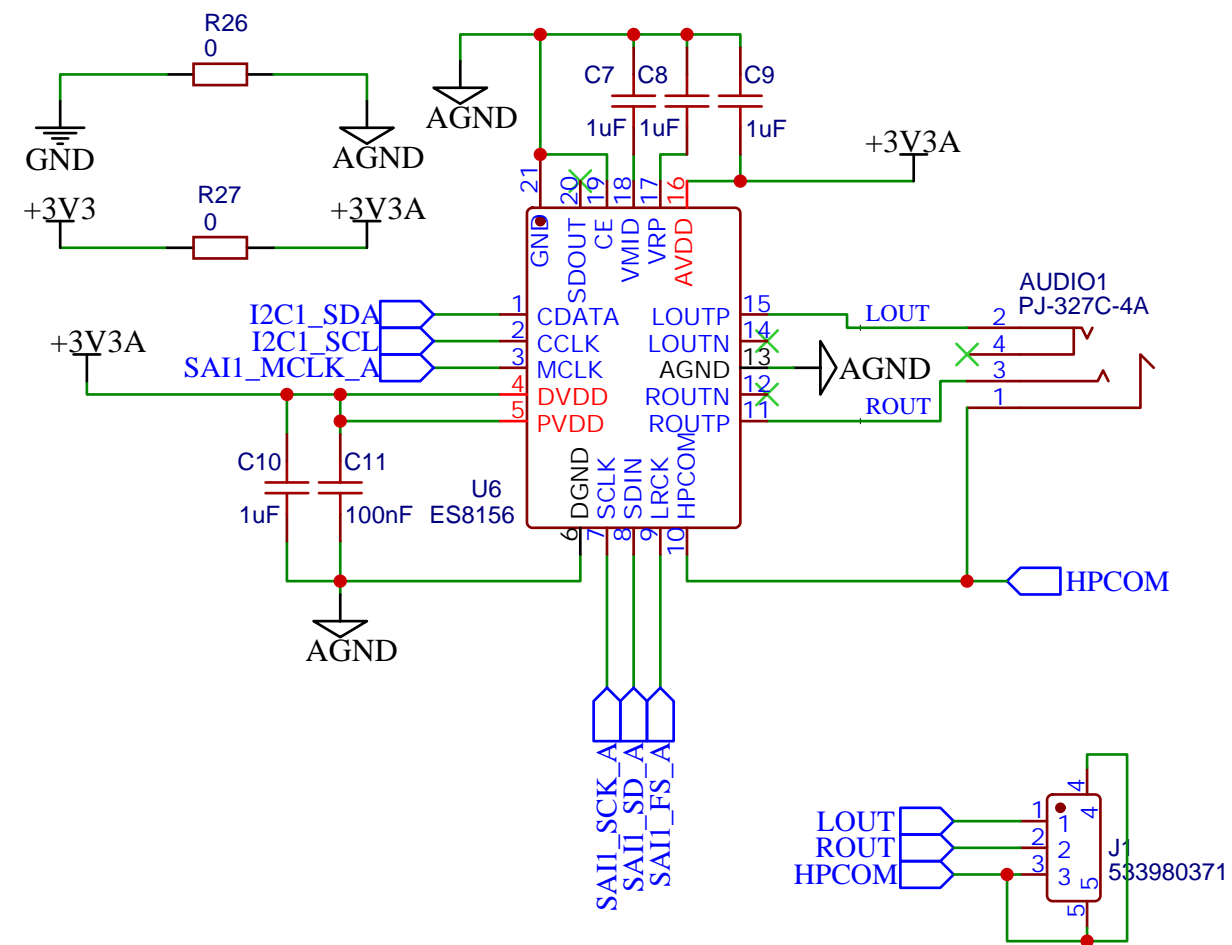 R26
0
GND
AGND
R27
0
+3V3
+3V3A
AGND
C7
C8
C9
1uF
1uF
1uF
+3V3A
21
20
19
18
17
16
GND
SDOUT
CE
VMID
VRP
AVDD
I2C1_SDA
1
CDATA
I2C1_SCL
2
CCLK
SAI1_MCLK_A
3
MCLK
+3V3A
4
DVDD
5
PVDD
LOUTP
15
LOUT
LOUTN
14
AGND
13
AGND
ROUTN
12
ROUTP
11
ROUT
AUDIO1
PJ-327C-4A
2
4
3
1
C10
C11
1uF
100nF
U6
ES8156
DGND
SCLK
SDIN
LRCK
HPCOM
6
7
8
9
10
HPCOM
AGND
SAI1_SCK_A
SAI1_SD_A
SAI1_FS_A
LOUT
ROUT
HPCOM
1
2
3
1
2
3
4
4
5
5
J1
533980371